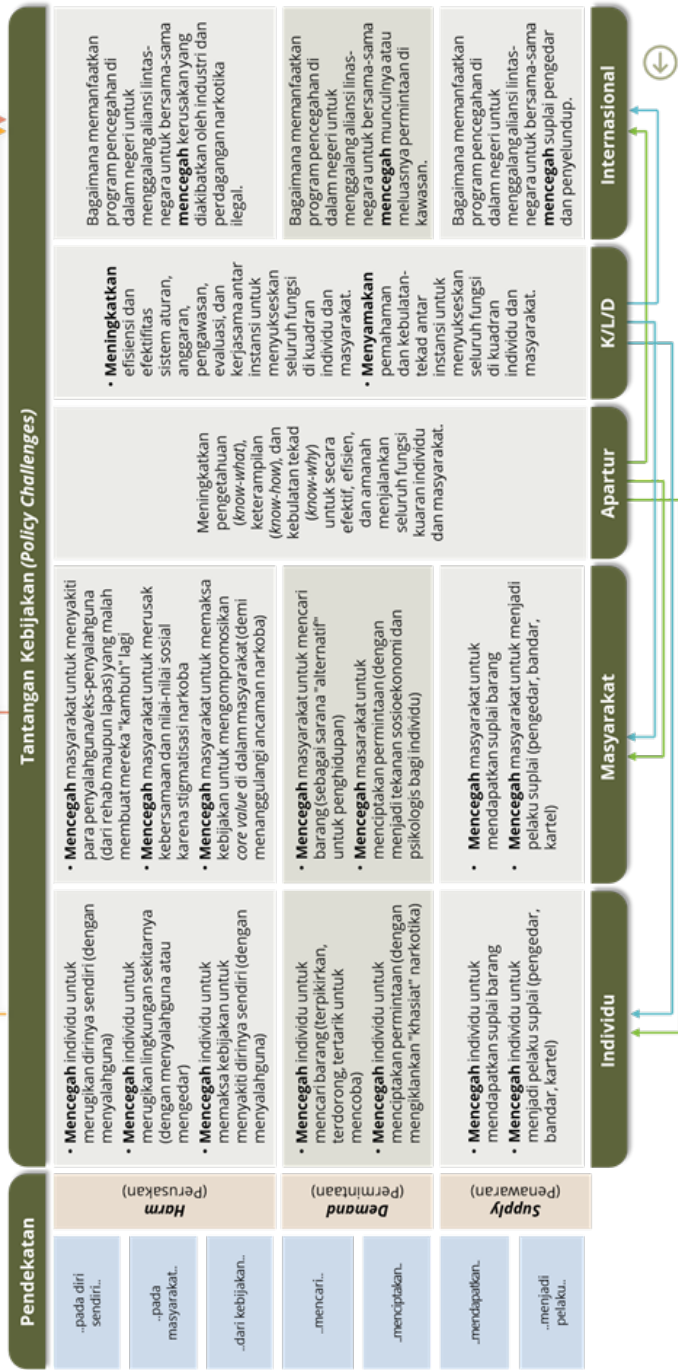 Pendekatan
Tantangan Kebijakan (Policy Challenges)
..pada diri
sendiri..
..pada
masyarakat..
..dari kebijakan..
Harm
(Perusakan)
• Mencegah individu untuk
merugikan dirinya sendiri (dengan
menyalahguna)
• Mencegah individu untuk
merugikan lingkungan sekitarnya
(dengan menyalahguna atau
mengedar)
• Mencegah individu untuk
memaksa kebijakan untuk
menyakiti dirinya sendiri (dengan
menyalahguna)
• Mencegah masyarakat untuk menyakiti
para penyalahguna/eks-penyalahguna
(dari rehab maupun lapas) yang malah
membuat mereka "kambuh" lagi
• Mencegah masyarakat untuk merusak
kebersamaan dan nilai-nilai sosial
karena stigmatisasi narkoba
• Mencegah masyarakat untuk memaksa
kebijakan untuk mengompromosikan
core value di dalam masyarakat (demi
menanggulangi ancaman narkoba)
Meningkatkan
pengetahuan
(know-what),
keterampilan
(know-how), dan
kebulatan tekad
(know-why)
untuk secara
efektif, efisien,
dan amanah
menjalankan
seluruh fungsi
kuaran individu
dan masyarakat.
• Meningkatkan
efisiensi dan
efektifitas
sistem aturan,
anggaran,
pengawasan,
evaluasi, dan
kerjasama antar
instansi untuk
menyukseskan
seluruh fungsi
di kuadran
individu dan
masyarakat.
• Menyamakan
pemahaman
dan kebulatan-
tekad antar
instansi untuk
menyukseskan
seluruh fungsi
di kuadran
individu dan
masyarakat.
Bagaimana memanfaatkan
program pencegahan di
dalam negeri untuk
menggalang aliansi lintas-
negara untuk bersama-sama
mencegah kerusakan yang
diakibatkan oleh industri dan
perdagangan narkotika
ilegal.
..mencari..
..menciptakan..
Demand
(Permintaan)
• Mencegah individu untuk
mencari barang (terpikirkan,
terdorong, tertarik untuk
mencoba)
• Mencegah individu untuk
menciptakan permintaan (dengan
mengiklankan "khasiat" narkotika)
• Mencegah masyarakat untuk mencari
barang (sebagai sarana "alternatif"
untuk penghidupan)
• Mencegah masarakat untuk
menciptakan permintaan (dengan
menjadi tekanan sosioekonomi dan
psikologis bagi individu)
Bagaimana memanfaatkan
program pencegahan di
dalam negeri untuk
menggalang aliansi linas-
negara untuk bersama-sama
mencegah munculnya atau
meluasnya permintaan di
kawasan.
..mendapatkan..
..menjadi
pelaku..
Supply
(Penawaran)
• Mencegah individu untuk
mendapatkan suplai barang
• Mencegah individu untuk
menjadi pelaku suplai (pengedar,
bandar, kartel)
• Mencegah masyarakat untuk
mendapatkan suplai barang
• Mencegah masyarakat untuk menjadi
pelaku suplai (pengedar, bandar,
kartel)
Bagaimana memanfaatkan
program pencegahan di
dalam negeri untuk
menggalang aliansi lintas-
negara untuk bersama-sama
mencegah suplai pengedar
dan penyelundup.
Individu
Masyarakat
Apartur
K/L/D
Internasional